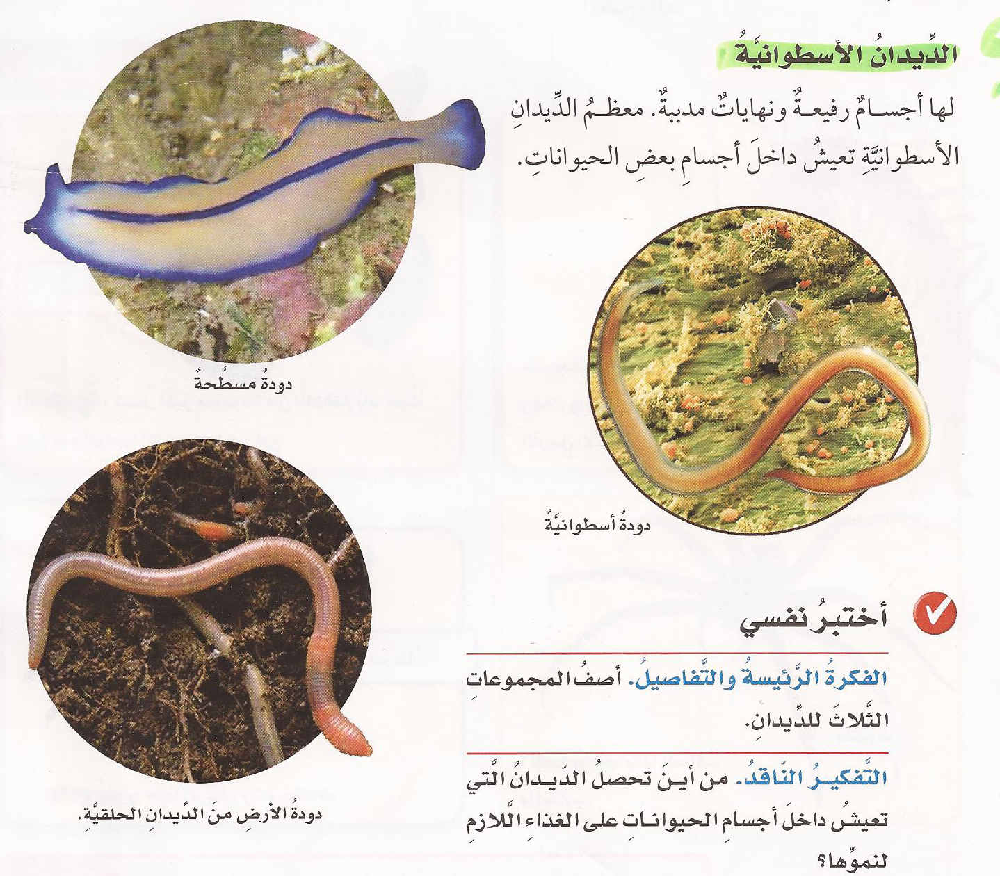 الدِّيدانُ الأسطوانيَّةُ
لها أجسامٌ رفيعةٌ ونهاياتٌ مدببةٌ. معظمُ الدِّيدانِ
الأسطوانيَّةِ تعيشُ داخلَ أجسامِ بعضِ الحيواناتِ.
دودةٌ مسطَّحةٌ
دودةٌ أسطوانيَّةٌ
أختبرُ نفسي
الفكرةُ الرَّئيسةُ والتَّفاصيلُ. أصفُ المجموعاتِ
الثَّلاثَ للدِّيدانِ.
التَّفكيرُ النّاقدُ. من أينَ تحصلُ الدّيدانُ الَّتي
تعيشُ داخلَ أجسامِ الحيواناتِ على الغذاءِ الَّلازمِ
لنموِّها؟
دودةُ الأرضِ منَ الدِّيدانِ الحلقيَّةِ.